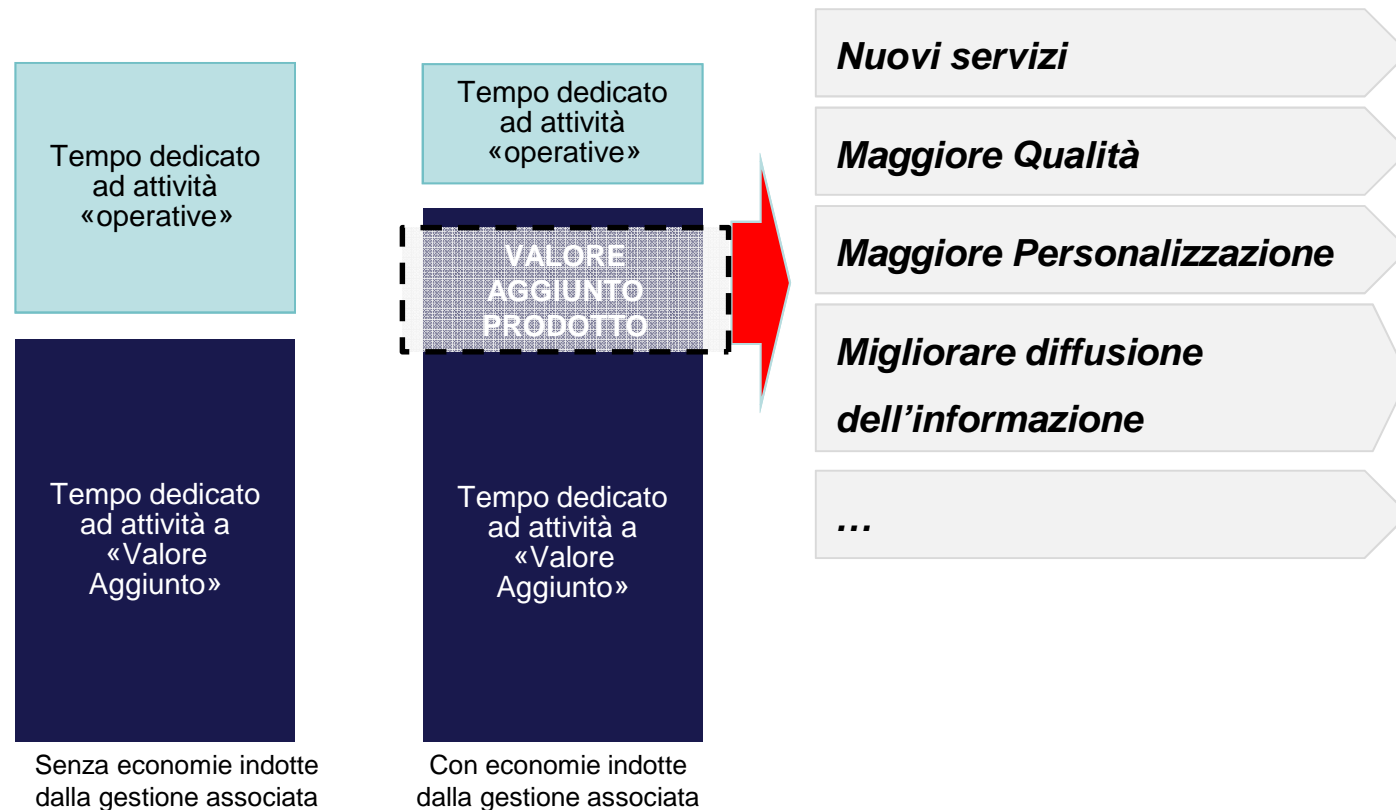 Tempo dedicato
ad attività
«operative»
Tempo dedicato
ad attività a
«Valore
Aggiunto»
Senza economie indotte
dalla gestione associata
Tempo dedicato
ad attività
«operative»
VALORE
AGGIUNTO
PRODOTTO
Tempo dedicato
ad attività a
«Valore
Aggiunto»
Con economie indotte
dalla gestione associata
Nuovi servizi
Maggiore Qualità
Maggiore Personalizzazione
Migliorare diffusione
dell’informazione
…